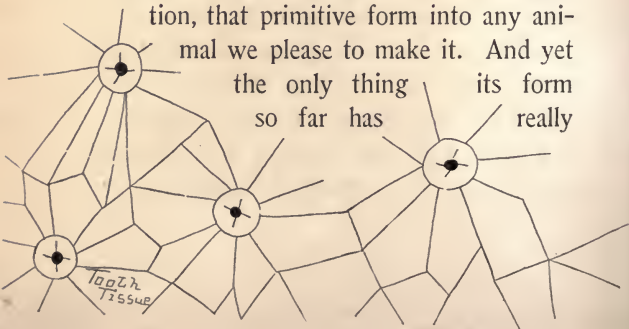 tion, that primitive form into any ani-
mal we please to make it. And yet
the only thing its form
so far has really
Tooth
Tissue